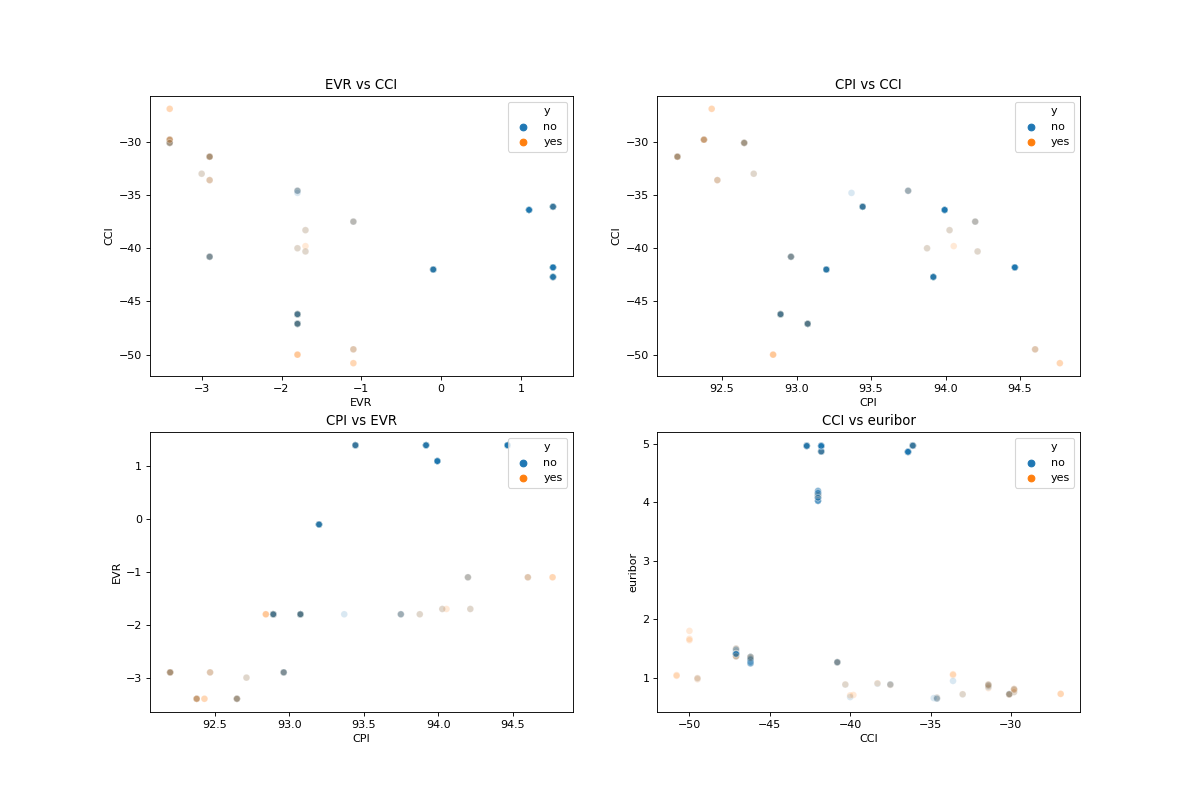 EVR vs CCI
y
no
yes
−30
−35
−40
−45
−50
CCI
−3 −2 −1 0 1
EVR
CPI vs CCI
y
no
yes
−30
−35
−40
−45
−50
CCI
92.5 93.0 93.5 94.0 94.5
CPI
CPI vs EVR
y
no
yes
1
0
−1
−2
−3
EVR
92.5 93.0 93.5 94.0 94.5
CPI
CCI vs euribor
y
no
yes
5
4
3
2
1
euribor
−50 −45 −40 −35 −30
CCI